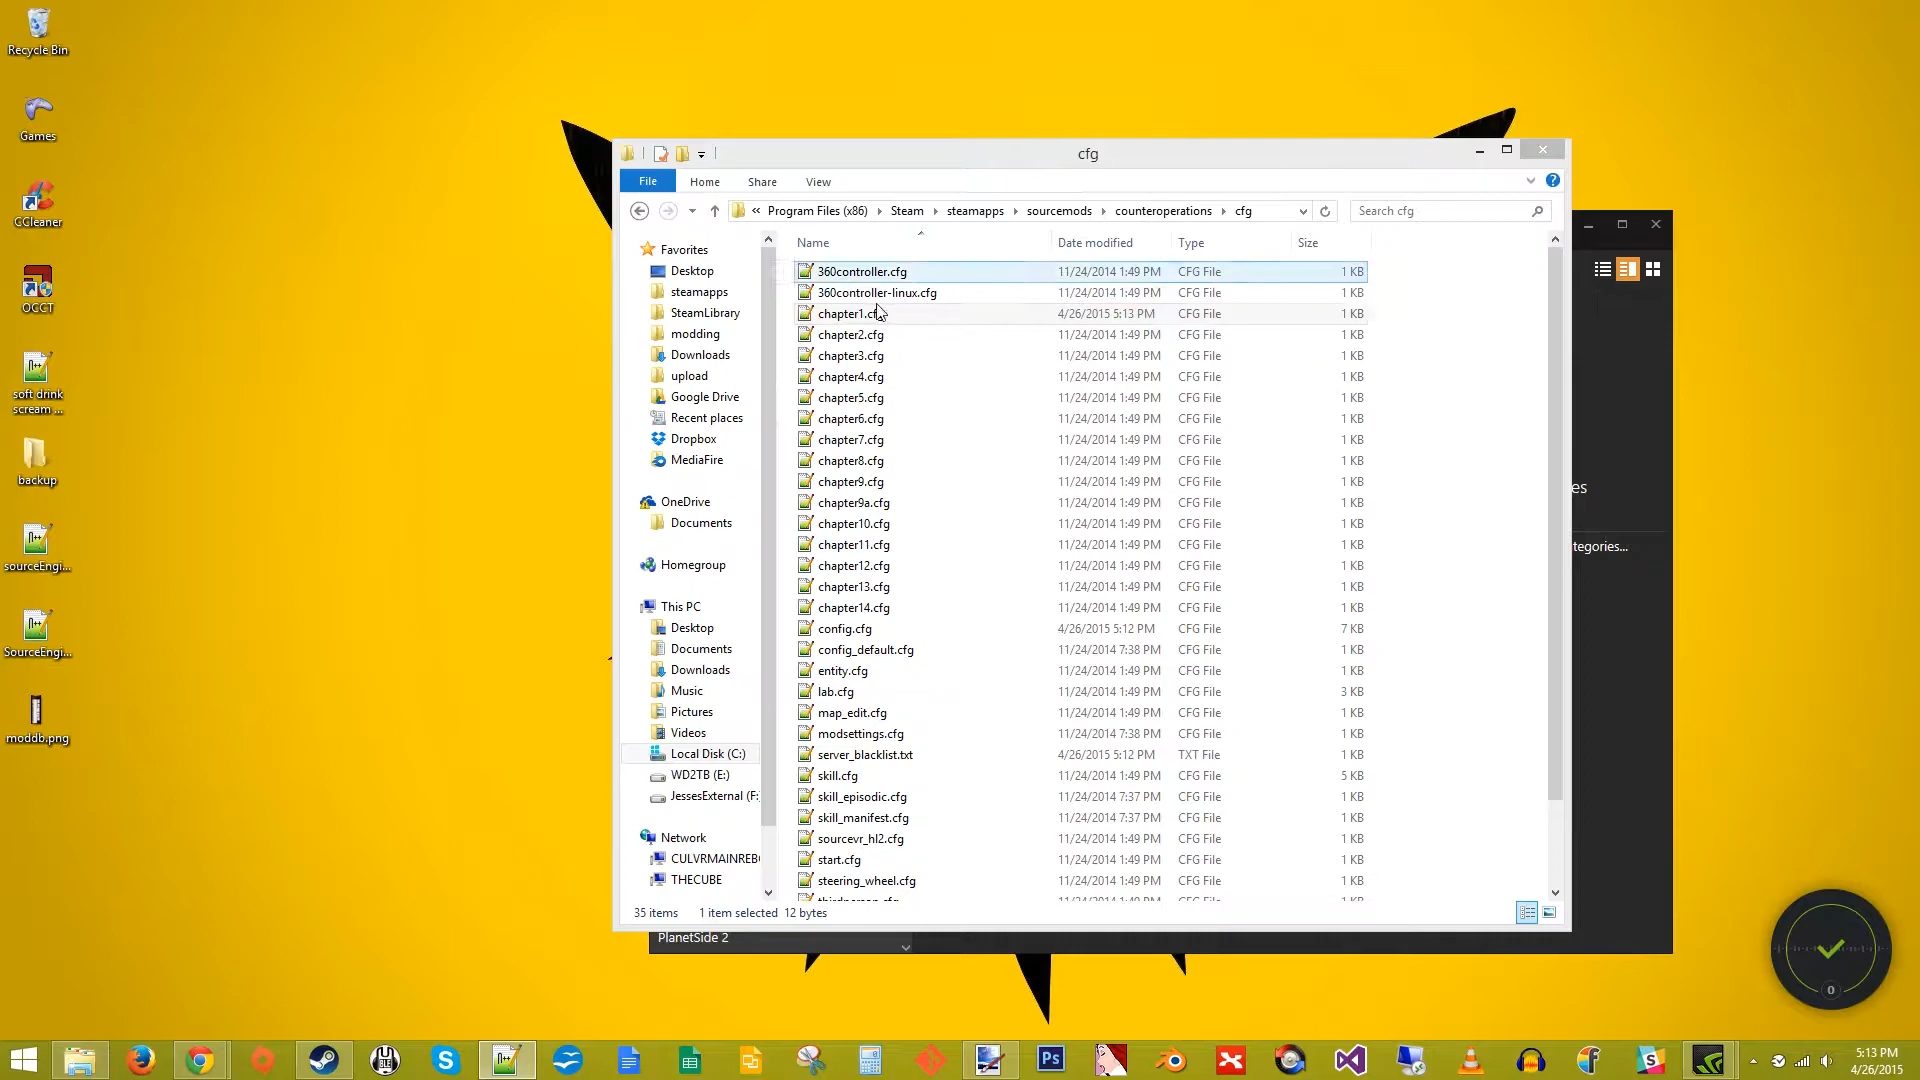 Recycle Bin
Games
CCleaner
OCCT
soft drink
scream ...
backup
sourceEngi...
SourceEngi...
moddb.png
cfg
File
Home
Share
View
« Program Files (x86) Steam steamapps sourcemods counteroperations cfg
Search cfg
Favorites
Desktop
steamapps
SteamLibrary
modding
Downloads
upload
Google Drive
Recent places
Dropbox
MediaFire
OneDrive
Documents
Homegroup
This PC
Desktop
Documents
Downloads
Music
Pictures
Videos
Local Disk (C:)
WD2TB (E:)
JessesExternal (F:
Network
CULVRMAINREB
THECUBE
Name Date modified Type Size
360controller.cfg 11/24/2014 1:49 PM CFG File 1 KB
360controller-linux.cfg 11/24/2014 1:49 PM CFG File 1 KB
chapter1.cfg 4/26/2015 5:13 PM CFG File 1 KB
chapter2.cfg 11/24/2014 1:49 PM CFG File 1 KB
chapter3.cfg 11/24/2014 1:49 PM CFG File 1 KB
chapter4.cfg 11/24/2014 1:49 PM CFG File 1 KB
chapter5.cfg 11/24/2014 1:49 PM CFG File 1 KB
chapter6.cfg 11/24/2014 1:49 PM CFG File 1 KB
chapter7.cfg 11/24/2014 1:49 PM CFG File 1 KB
chapter8.cfg 11/24/2014 1:49 PM CFG File 1 KB
chapter9.cfg 11/24/2014 1:49 PM CFG File 1 KB
chapter9a.cfg 11/24/2014 1:49 PM CFG File 1 KB
chapter10.cfg 11/24/2014 1:49 PM CFG File 1 KB
chapter11.cfg 11/24/2014 1:49 PM CFG File 1 KB
chapter12.cfg 11/24/2014 1:49 PM CFG File 1 KB
chapter13.cfg 11/24/2014 1:49 PM CFG File 1 KB
chapter14.cfg 11/24/2014 1:49 PM CFG File 1 KB
config.cfg 4/26/2015 5:12 PM CFG File 7 KB
config_default.cfg 11/24/2014 7:38 PM CFG File 1 KB
entity.cfg 11/24/2014 1:49 PM CFG File 1 KB
lab.cfg 11/24/2014 1:49 PM CFG File 3 KB
map_edit.cfg 11/24/2014 1:49 PM CFG File 1 KB
modsettings.cfg 11/24/2014 7:38 PM CFG File 1 KB
server_blacklist.txt 4/26/2015 5:12 PM TXT File 1 KB
skill.cfg 11/24/2014 1:49 PM CFG File 5 KB
skill_episodic.cfg 11/24/2014 7:37 PM CFG File 1 KB
skill_manifest.cfg 11/24/2014 7:37 PM CFG File 1 KB
sourcevr_hl2.cfg 11/24/2014 1:49 PM CFG File 1 KB
start.cfg 11/24/2014 1:49 PM CFG File 1 KB
steering_wheel.cfg 11/24/2014 1:49 PM CFG File 1 KB
thirdperson.cfg 11/24/2014 1:49 PM CFG File 1 KB
35 items 1 item selected 12 bytes
es
tegories...
PlanetSide 2
0
5:13 PM
4/26/2015